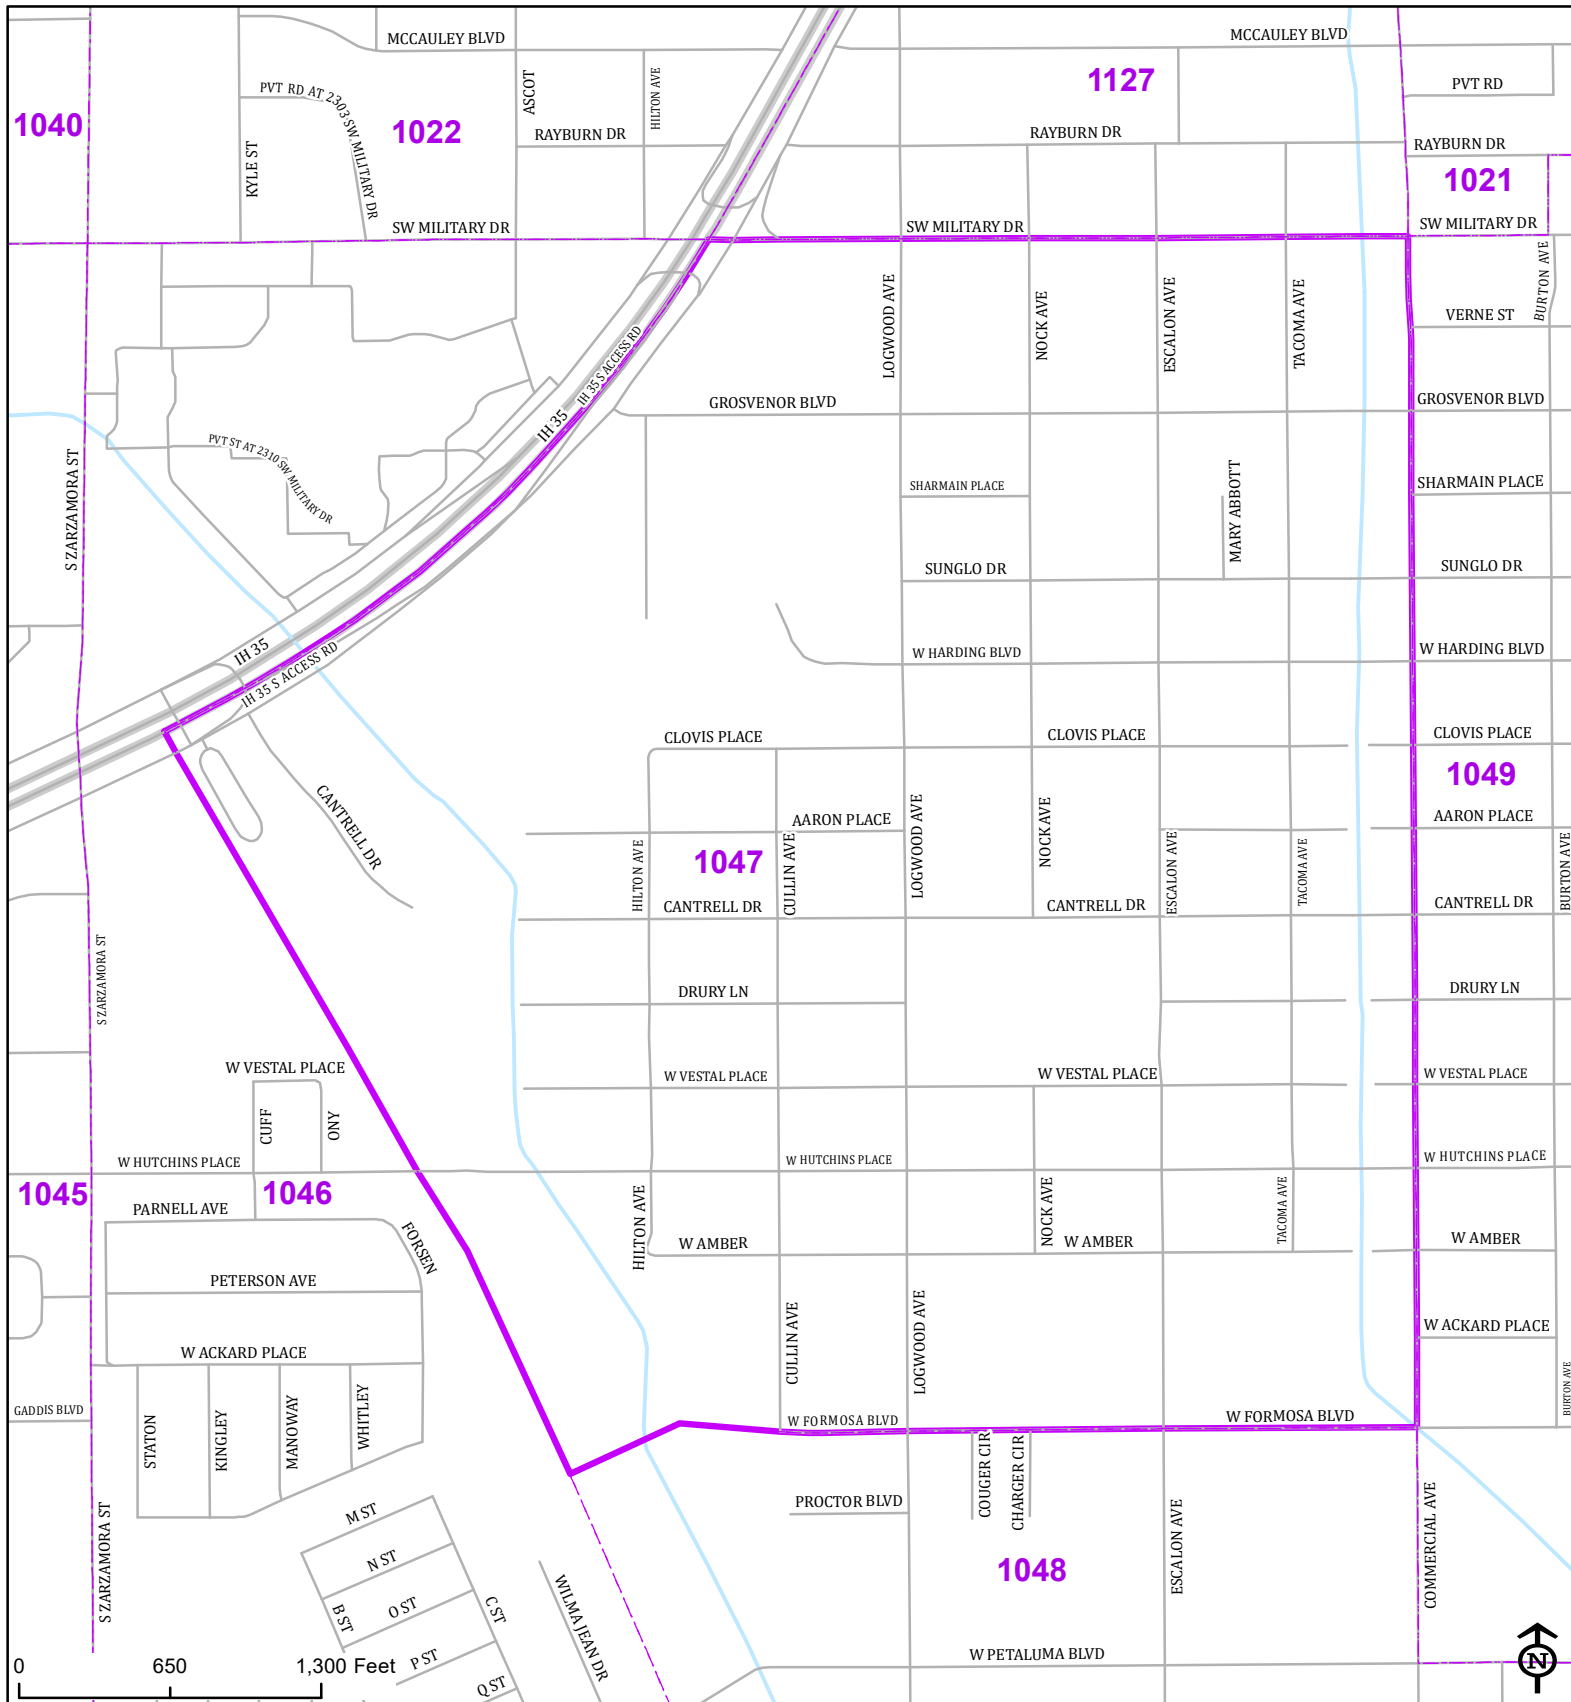 MCCAULEY BLVD
MCCAULEY BLVD
PVT RD AT 2303 SW MILITARY DR
ASCOT
HILTON AVE
1127
PVT RD
1040
1022
RAYBURN DR
RAYBURN DR
RAYBURN DR
KYLE ST
1021
SW MILITARY DR
SW MILITARY DR
SW MILITARY DR
BURTON AVE
LOGWOOD AVE
NOCK AVE
ESCALON AVE
TACOMA AVE
VERNE ST
IH 35 S ACCESS RD
IH 35
GROSVENOR BLVD
GROSVENOR BLVD
PVT ST AT 2310 SW MILITARY DR
S ZARZAMORA ST
SHARMAIN PLACE
MARY ABBOTT
SHARMAIN PLACE
SUNGLO DR
SUNGLO DR
IH 35
IH 35 S ACCESS RD
W HARDING BLVD
W HARDING BLVD
CLOVIS PLACE
CLOVIS PLACE
CLOVIS PLACE
1049
CANTRELL DR
AARON PLACE
AARON PLACE
LOGWOOD AVE
NOCK AVE
1047
HILTON AVE
CULLIN AVE
ESCALON AVE
TACOMA AVE
BURTON AVE
CANTRELL DR
CANTRELL DR
CANTRELL DR
S ZARZAMORA ST
DRURY LN
DRURY LN
W VESTAL PLACE
W VESTAL PLACE
W VESTAL PLACE
W VESTAL PLACE
CUFF
ONY
W HUTCHINS PLACE
W HUTCHINS PLACE
W HUTCHINS PLACE
1045
1046
PARNELL AVE
FORSEN
HILTON AVE
NOCK AVE
TACOMA AVE
W AMBER
W AMBER
W AMBER
PETERSON AVE
CULLIN AVE
LOGWOOD AVE
W ACKARD PLACE
W ACKARD PLACE
GADDIS BLVD
STATON
KINGLEY
MANOWAY
WHITLEY
W FORMOSA BLVD
W FORMOSA BLVD
BURTON AVE
COUGER CIR
CHARGER CIR
S ZARZAMORA ST
M ST
PROCTOR BLVD
ESCALON AVE
COMMERCIAL AVE
N ST
1048
O ST
B ST
C ST
WILMA JEAN DR
P ST
Q ST
W PETALUMA BLVD
0 650 1,300 Feet
N